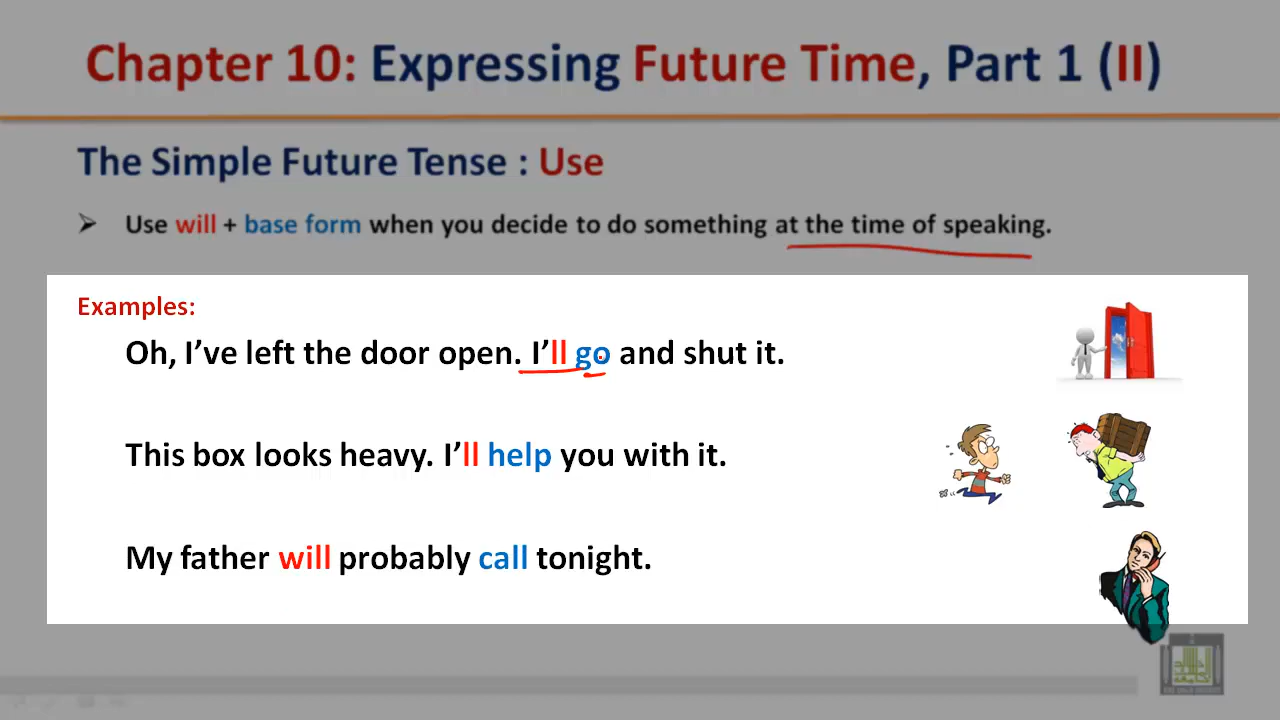 Chapter 10: Expressing Future Time, Part 1 (II)
The Simple Future Tense : Use
Use will + base form when you decide to do something at the time of speaking.
Examples:
Oh, I’ve left the door open. I’ll go and shut it.
This box looks heavy. I’ll help you with it.
My father will probably call tonight.